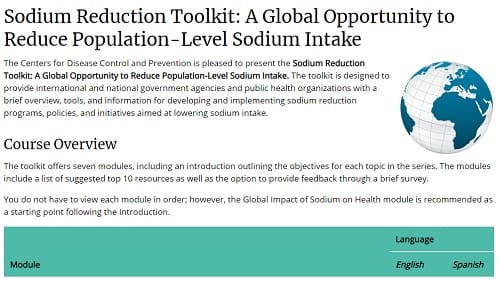 Sodium Reduction Toolkit: A Global Opportunity to
Reduce Population-Level Sodium Intake
The Centers for Disease Control and Prevention is pleased to present the Sodium Reduction
Toolkit: A Global Opportunity to Reduce Population-Level Sodium Intake. The toolkit is designed to
provide international and national government agencies and public health organizations with a
brief overview, tools, and information for developing and implementing sodium reduction
programs, policies, and initiatives aimed at lowering sodium intake.
Course Overview
The toolkit offers seven modules, including an introduction outlining the objectives for each topic in the series. The modules
include a list of suggested top 10 resources as well as the option to provide feedback through a brief survey.
You do not have to view each module in order; however, the Global Impact of Sodium on Health module is recommended as
a starting point following the Introduction.
Language
Module English Spanish